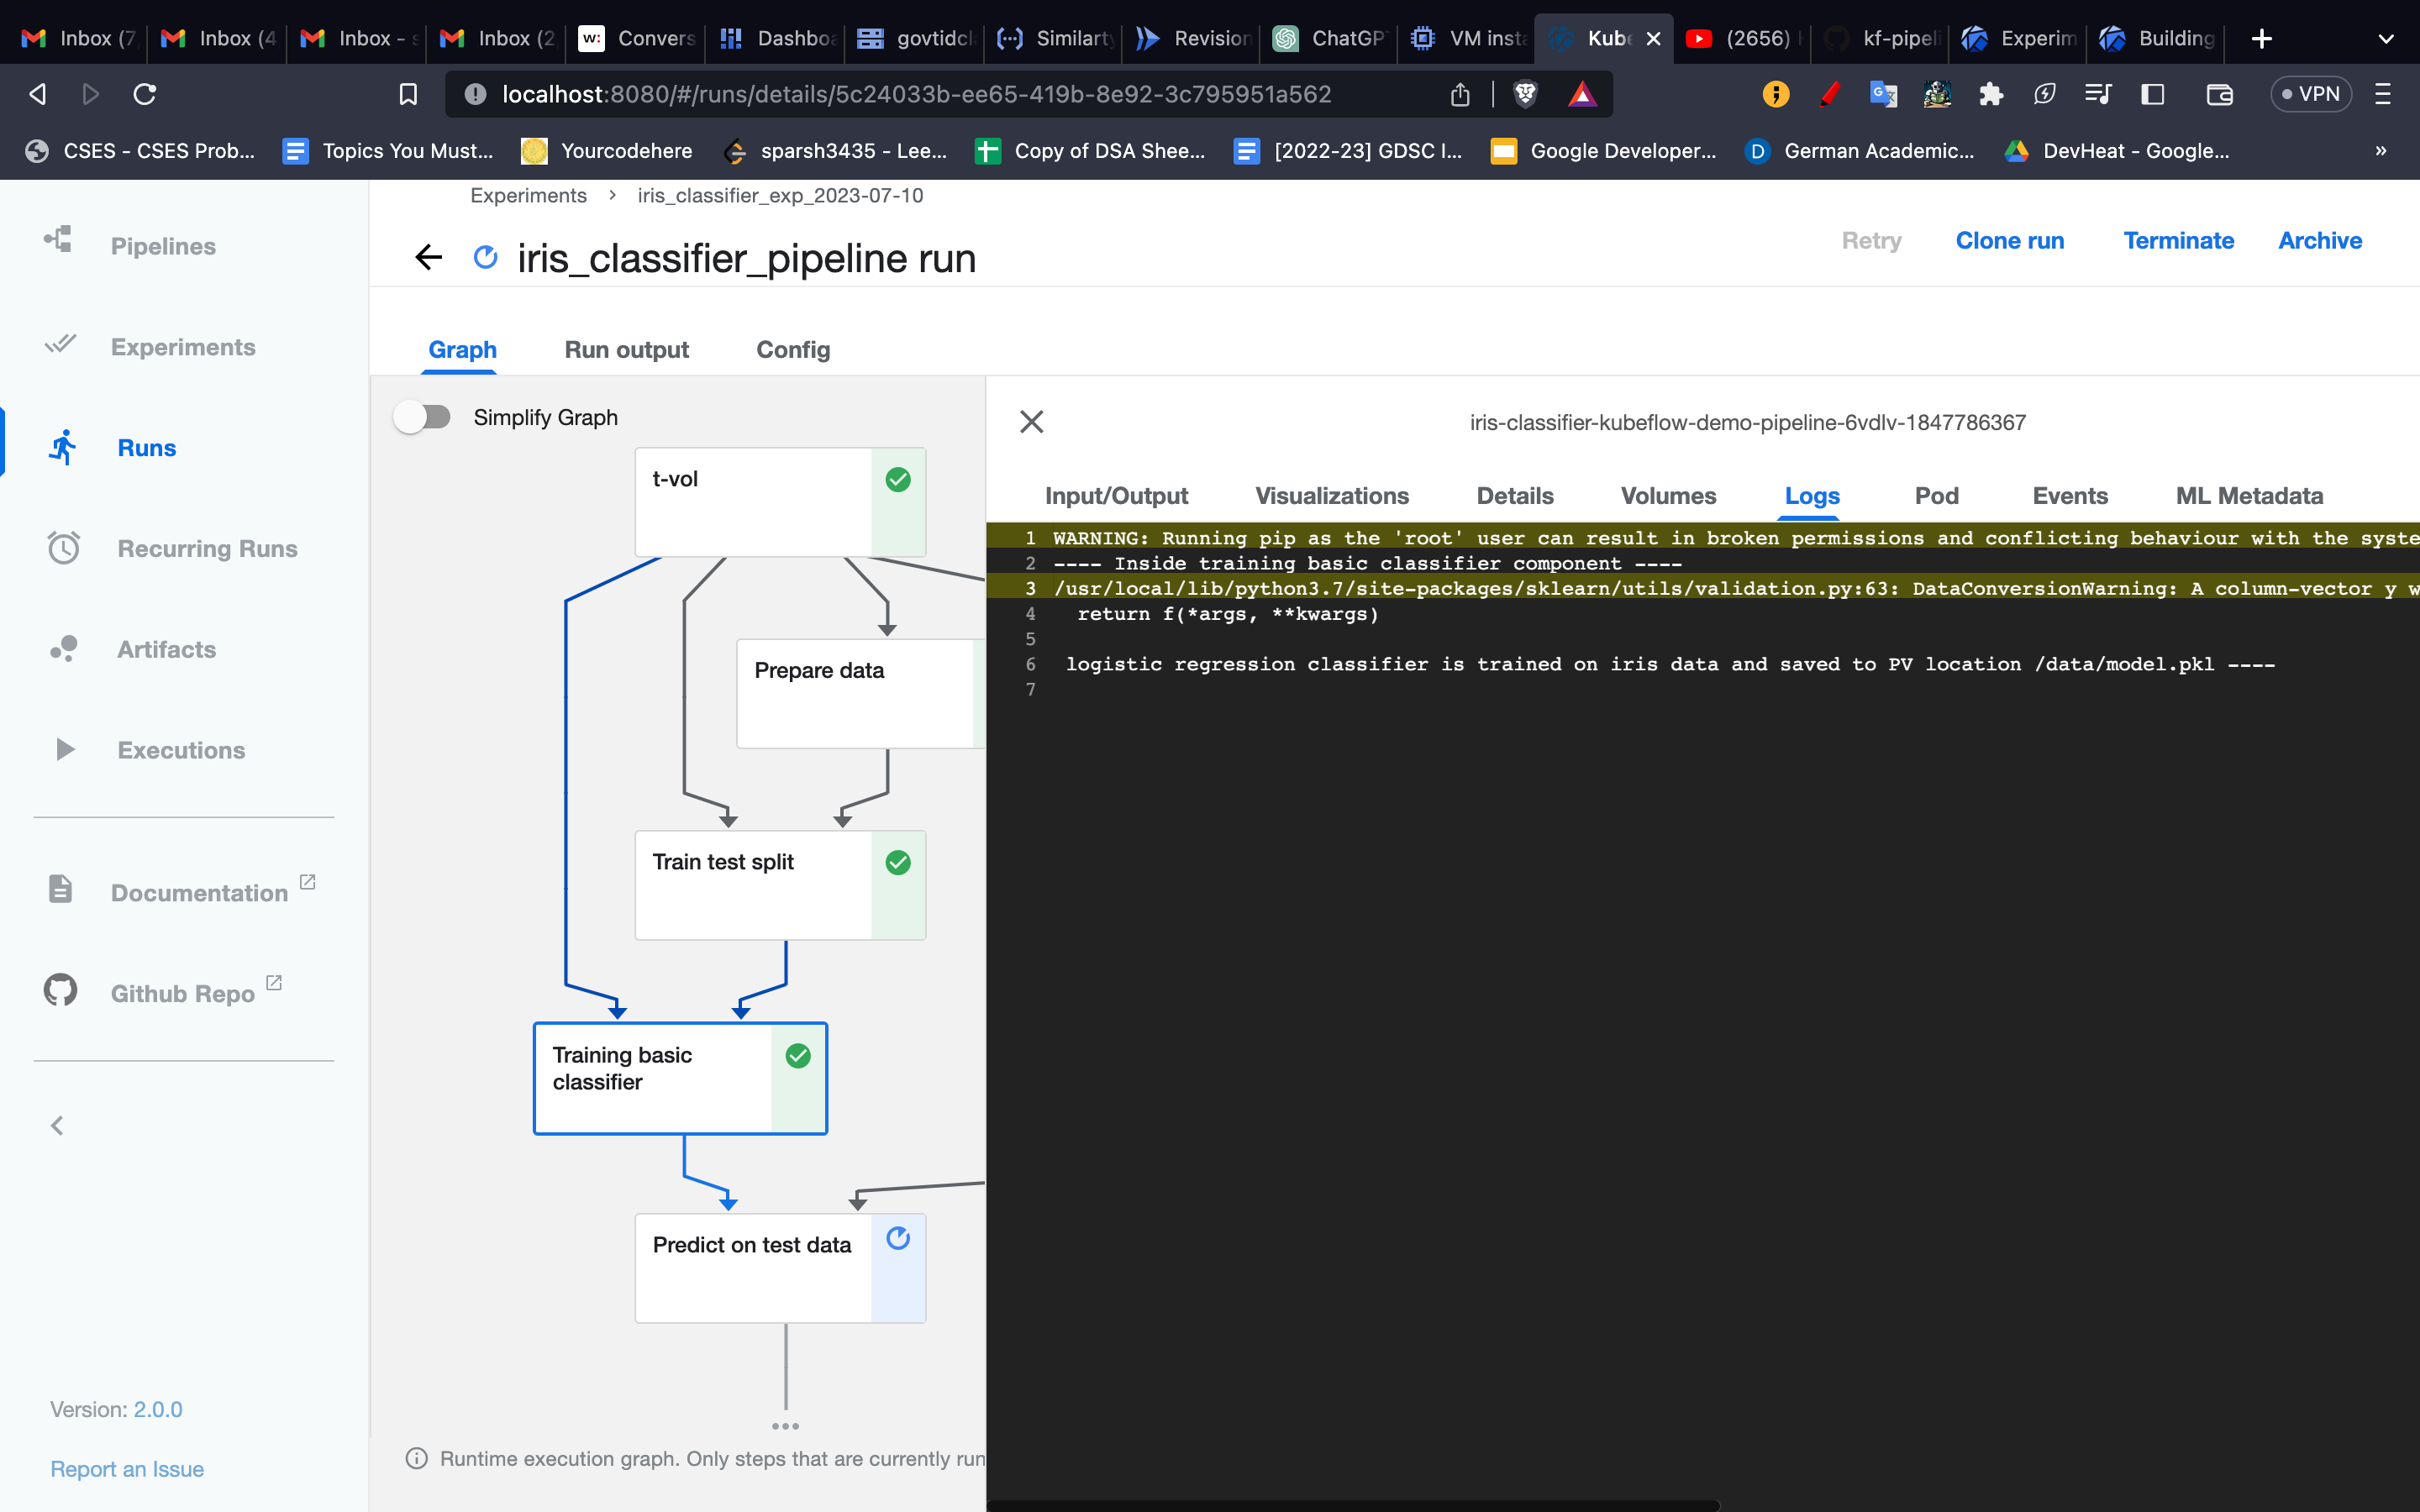 Inbox (7
Inbox (4
Inbox - s
Inbox (2
w: Convers
Dashboa
govtidcl
Similarty
Revision
ChatGPT
VM insta
Kube
(2656)
kf-pipeli
Experim
Building
localhost:8080/#/runs/details/5c24033b-ee65-419b-8e92-3c795951a562
VPN
CSES - CSES Prob...
Topics You Must...
Yourcodehere
sparsh3435 - Lee...
Copy of DSA Shee...
[2022-23] GDSC I...
Google Developer...
D German Academic...
DevHeat - Google...
»
Experiments > iris_classifier_exp_2023-07-10
iris_classifier_pipeline run
Retry
Clone run
Terminate
Archive
Pipelines
Experiments
Runs
Recurring Runs
Artifacts
Executions
Documentation
Github Repo
Version: 2.0.0
Report an Issue
Graph
Run output
Config
Simplify Graph
t-vol
Prepare data
Train test split
Training basic
classifier
Predict on test data
Runtime execution graph. Only steps that are currently run
iris-classifier-kubeflow-demo-pipeline-6vdlv-1847786367
Input/Output
Visualizations
Details
Volumes
Logs
Pod
Events
ML Metadata
1 WARNING: Running pip as the 'root' user can result in broken permissions and conflicting behaviour with the syste
2 ---- Inside training basic classifier component ----
3 /usr/local/lib/python3.7/site-packages/sklearn/utils/validation.py:63: DataConversionWarning: A column-vector y w
4 return f(*args, **kwargs)
5
6 logistic regression classifier is trained on iris data and saved to PV location /data/model.pkl ----
7